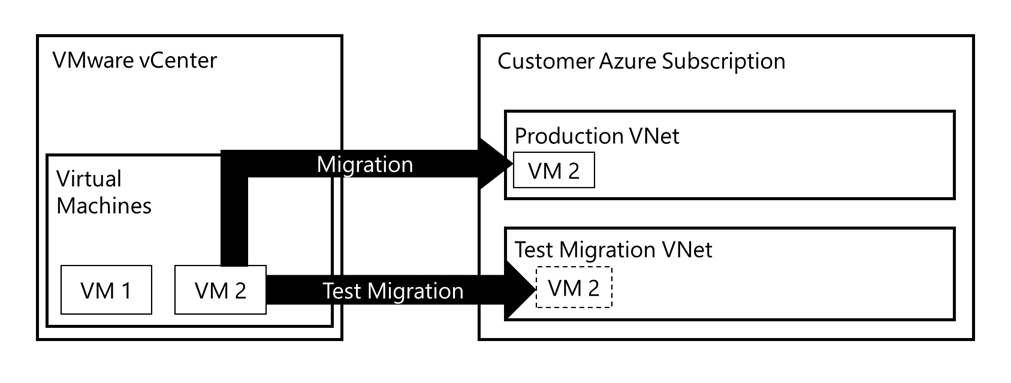 VMware vCenter
Virtual
Machines
VM 1
VM 2
Migration
Test Migration
Customer Azure Subscription
Production VNet
VM 2
Test Migration VNet
VM 2